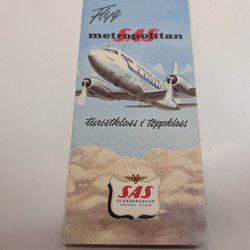 Flyg
SAS
metropolitan
turistklass i toppklass
SAS
SCANDINAVIAN
AIRLINES SYSTEM